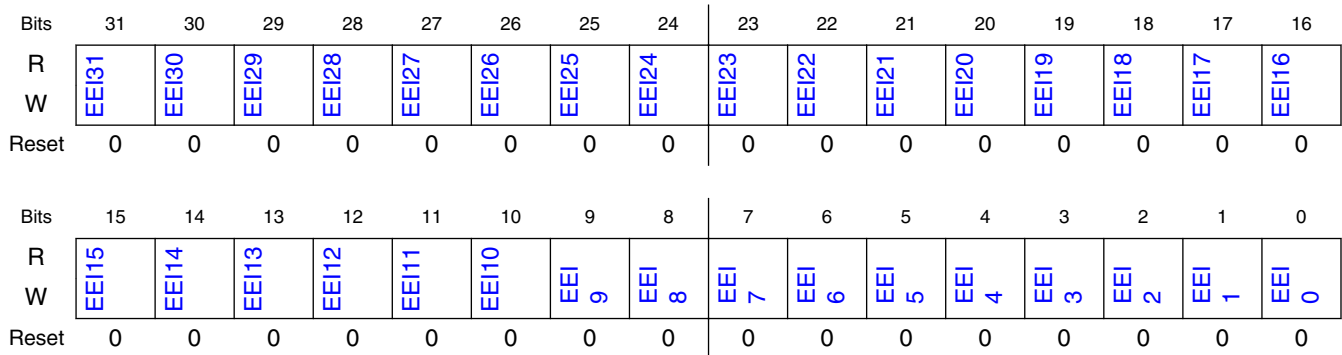 Bits 31 30 29 28 27 26 25 24 23 22 21 20 19 18 17 16
R
EEI31 EEI30 EEI29 EEI28 EEI27 EEI26 EEI25 EEI24 EEI23 EEI22 EEI21 EEI20 EEI19 EEI18 EEI17 EEI16
W
Reset 0 0 0 0 0 0 0 0 0 0 0 0 0 0 0 0
Bits 15 14 13 12 11 10 9 8 7 6 5 4 3 2 1 0
R
EEI15 EEI14 EEI13 EEI12 EEI11 EEI10 EEI 9 EEI 8 EEI 7 EEI 6 EEI 5 EEI 4 EEI 3 EEI 2 EEI 1 EEI 0
W
Reset 0 0 0 0 0 0 0 0 0 0 0 0 0 0 0 0